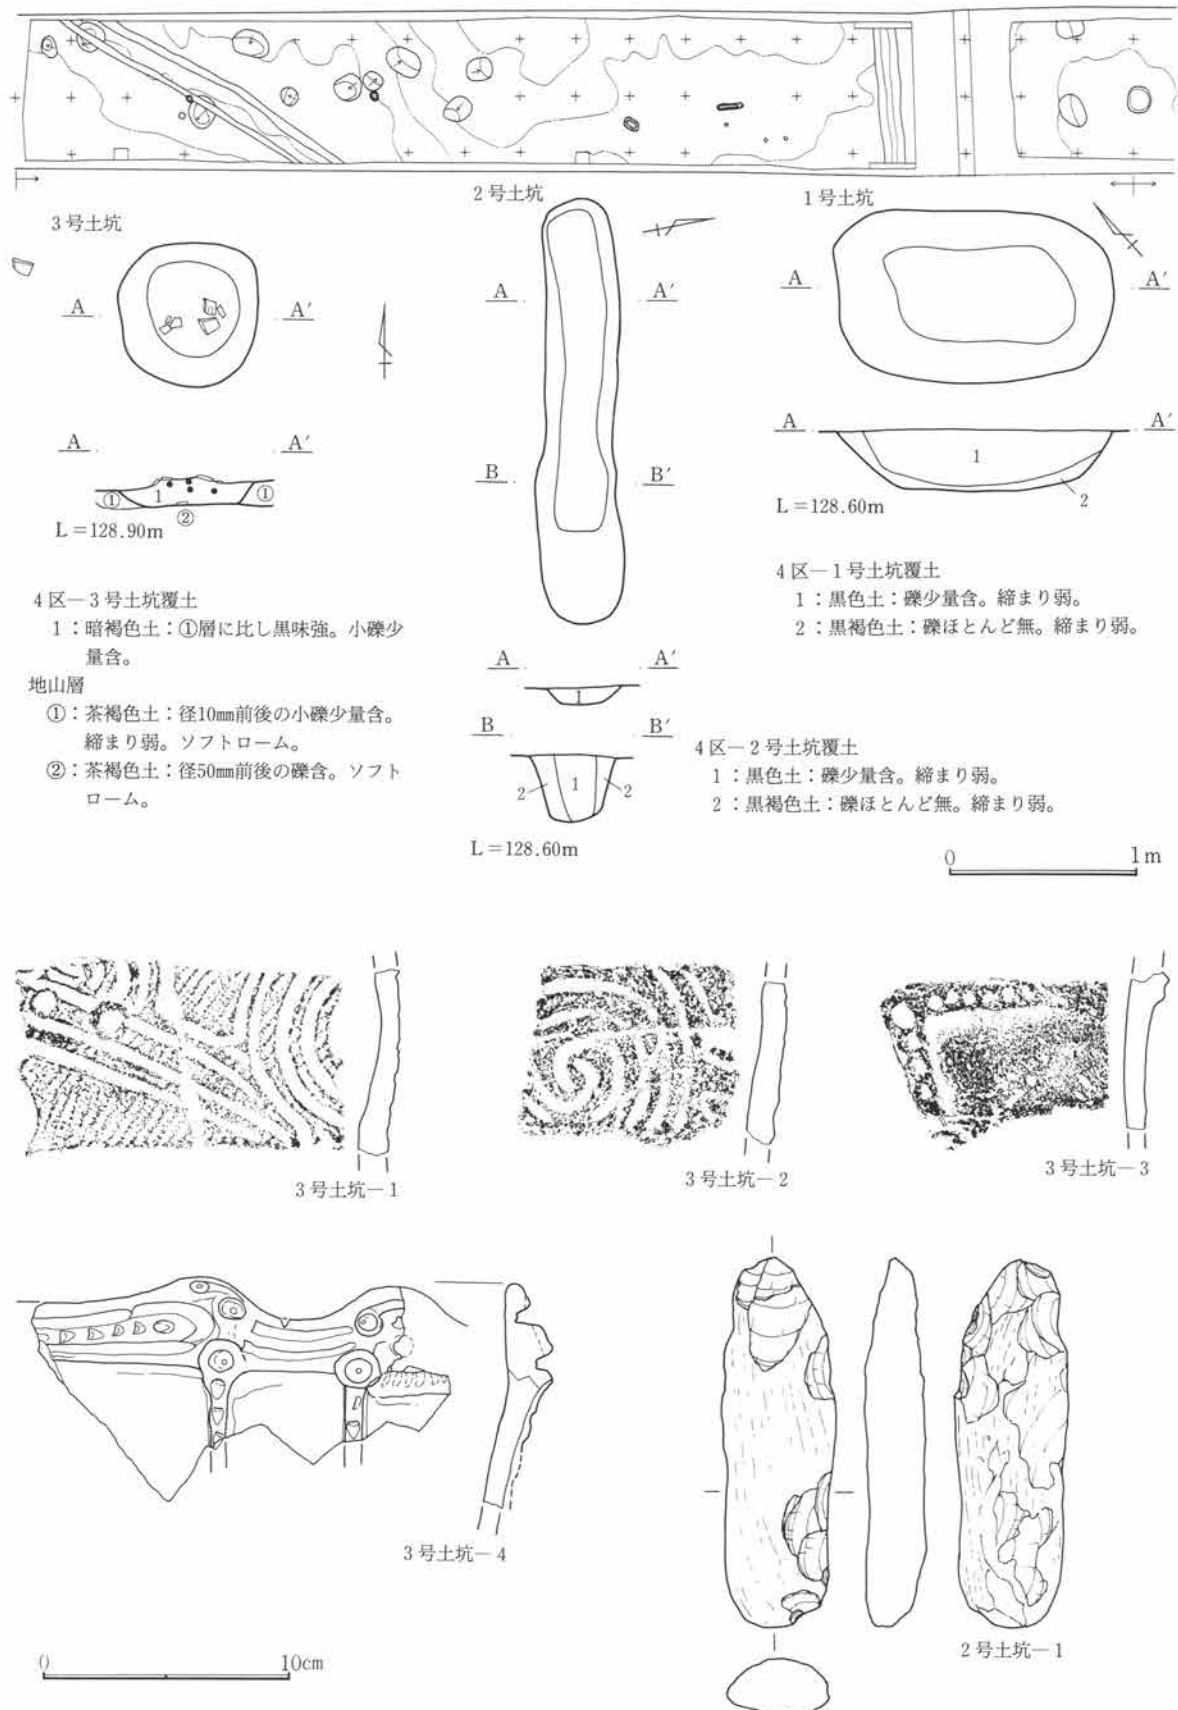 2号土坑
1号土坑
3号土坑
A A′
A A′
A A′
A A′
A A′
B B′
1
2
① 1 ①
②
L=128.90m
L=128.60m
4区―3号土坑覆土
1：暗褐色土：①層に比し黒味強。小礫少
量含。
地山層
①：茶褐色土：径10㎜前後の小礫少量含。
締まり弱。ソフトローム。
②：茶褐色土：径50㎜前後の礫含。ソフト
ローム。
4区―1号土坑覆土
1：黒色土：礫少量含。締まり弱。
2：黒褐色土：礫ほとんど無。締まり弱。
A A′
1
B B′
2 1 2
L=128.60m
4区―2号土坑覆土
1：黒色土：礫少量含。締まり弱。
2：黒褐色土：礫ほとんど無。締まり弱。
0 1m
3号土坑―1
3号土坑―2
3号土坑―3
3号土坑―4
2号土坑―1
0 10cm